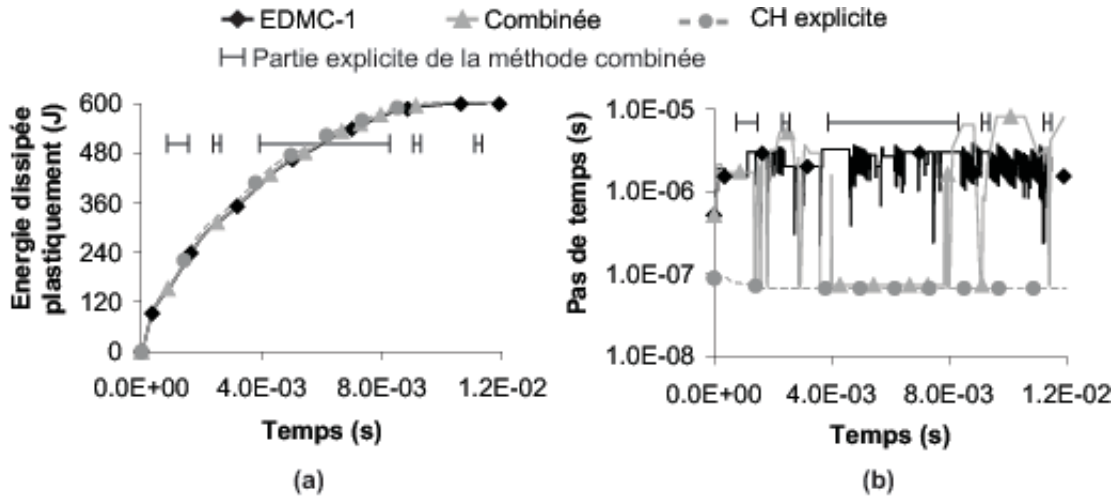 EDMC-1 Combinée CH explicite
Partie explicite de la méthode combinée
Energie dissipée
plastiquement (J)
600
480
360
240
120
0
0.0E+00 4.0E-03 8.0E-03 1.2E-02
Temps (s)
(a)
Pas de temps (s)
1.0E-05
1.0E-06
1.0E-07
1.0E-08
0.0E+00 4.0E-03 8.0E-03 1.2E-02
Temps (s)
(b)